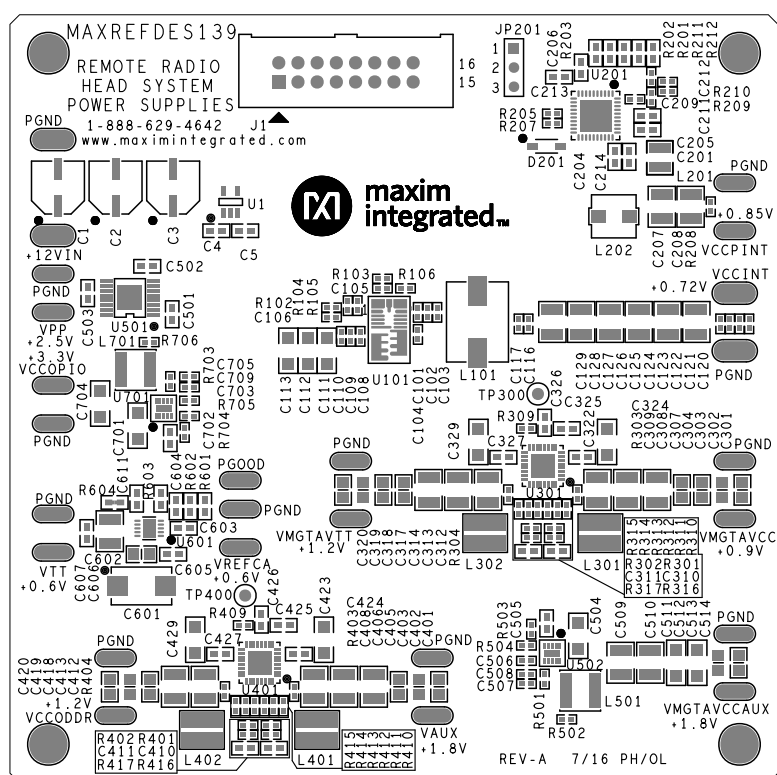 MAXREFDES139
REMOTE RADIO
HEAD SYSTEM
POWER SUPPLIES
1-888-629-4642
www.maximintegrated.com
J1
16
15
JP201
1
2
3
C206
R203
R202
R201
R211
R212
U201
C213
R205
R207
D201
C209
C212
C211
R210
R209
C204
C214
C205
C201
L201
L202
C207
C208
R208
PGND
+0.85V
VCCPINT
VCCINT
+0.72V
PGND
PGND
C1
C2
C3
U1
C4
C5
maxim
integrated™
+12VIN
PGND
VPP
+2.5V
+3.3V
VCCOPIO
PGND
C502
C503
U501
C501
L701
R706
R703
C705
C709
C703
R705
U701
C704
C701
C702
R704
R103
C105
R106
R104
R105
R102
C106
C113
C112
C111
C110
C109
C108
U101
C104
C101
C102
C103
L101
C117
C116
C129
C128
C127
C126
C125
C124
C123
C122
C121
C120
TP300
C326
R309
C325
C329
C327
C322
U301
R303
C324
C309
C308
C307
C304
C303
C302
C301
PGND
VMGTAVTT
+1.2V
C320
C319
C318
C317
C314
C313
C312
R304
L302
L301
R315
R314
R313
R312
R311
R310
R302 R301
C311 C310
R317 R316
PGND
VMGTAVCC
+0.9V
PGOOD
PGND
VREFCA
+0.6V
PGND
VTT
+0.6V
R604
C611
R603
C604
R602
R601
C603
U601
C602
C605
C607
C606
C601
TP400
C426
R409
C425
C423
C429
C427
U401
R403
C424
C409
C408
C405
C403
C402
C401
PGND
C420
C419
C418
C413
C412
R404
+1.2V
VCCODDR
L402
L401
R402 R401
C411 C410
R417 R416
R415
R414
R413
R412
R411
R410
PGND
VAUX
+1.8V
R503
C505
R504
C506
C508
C507
R501
R502
U502
C504
L501
C509
C510
C511
C512
C513
C514
PGND
VMGTAVCCAUX
+1.8V
REV-A 7/16 PH/OL